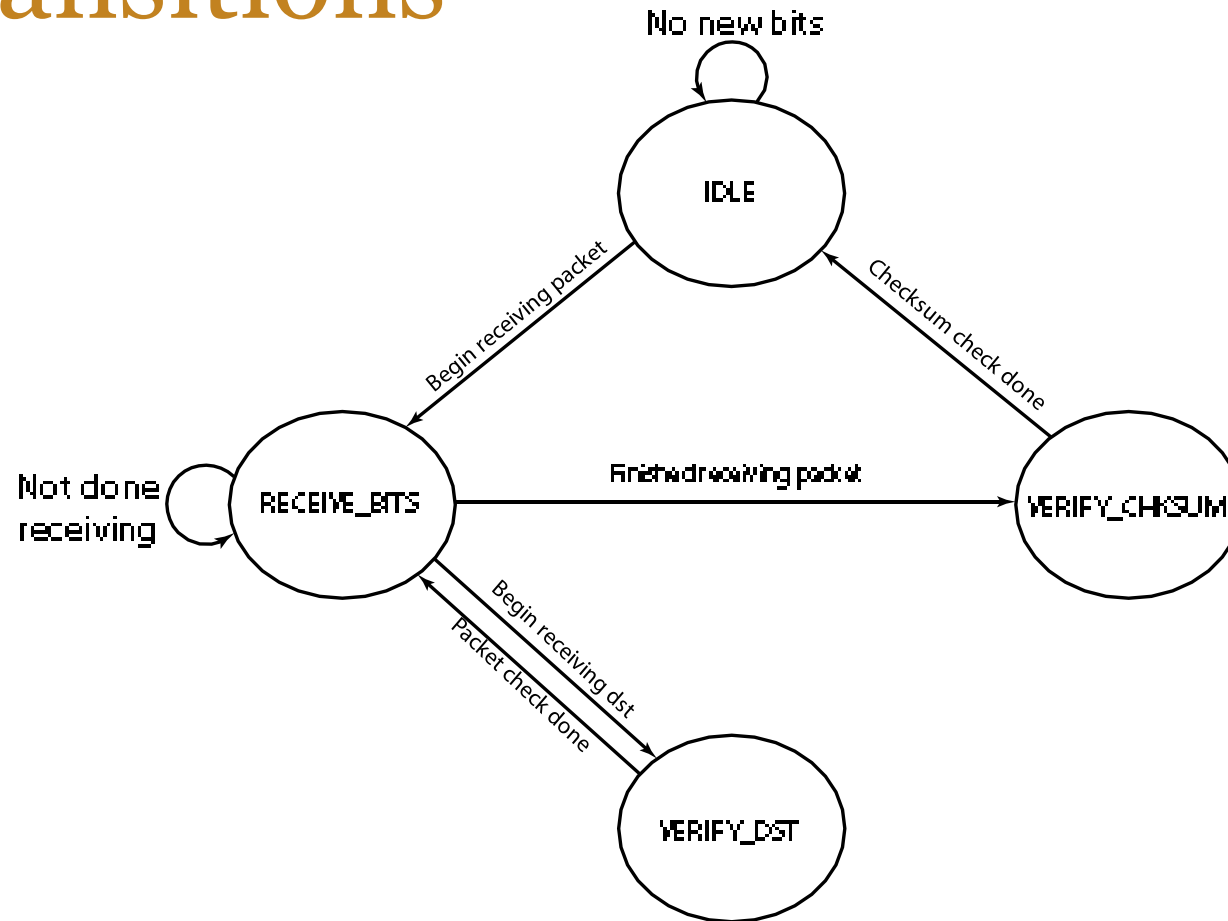 ansitions
No new bits
IDLE
Begin receiving packet
Checksum check done
Finished receiving packet
Not done
receiving
RECEIVE_BITS
VERIFY_CHKSUM
Begin receiving dst
Packet check done
VERIFY_DST